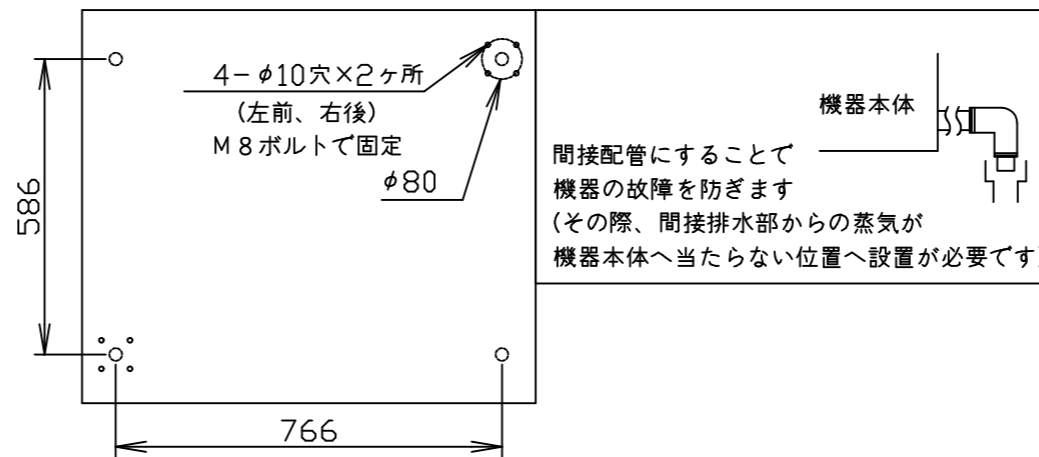 4-φ10穴×2ヶ所
(左前、右後)
M8ボルトで固定
φ80
586
766
機器本体
間接配管にすることで
機器の故障を防ぎます
(その際、間接排水部からの蒸気が
機器本体へ当たらない位置へ設置が必要です)